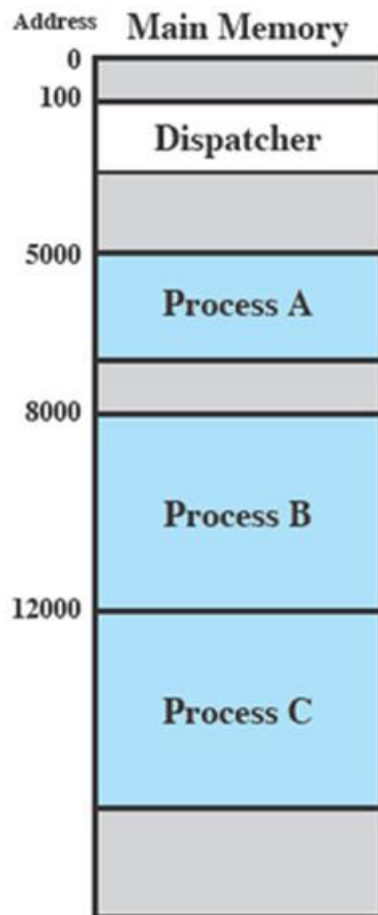 Address Main Memory
0
100
Dispatcher
5000
Process A
8000
Process B
12000
Process C